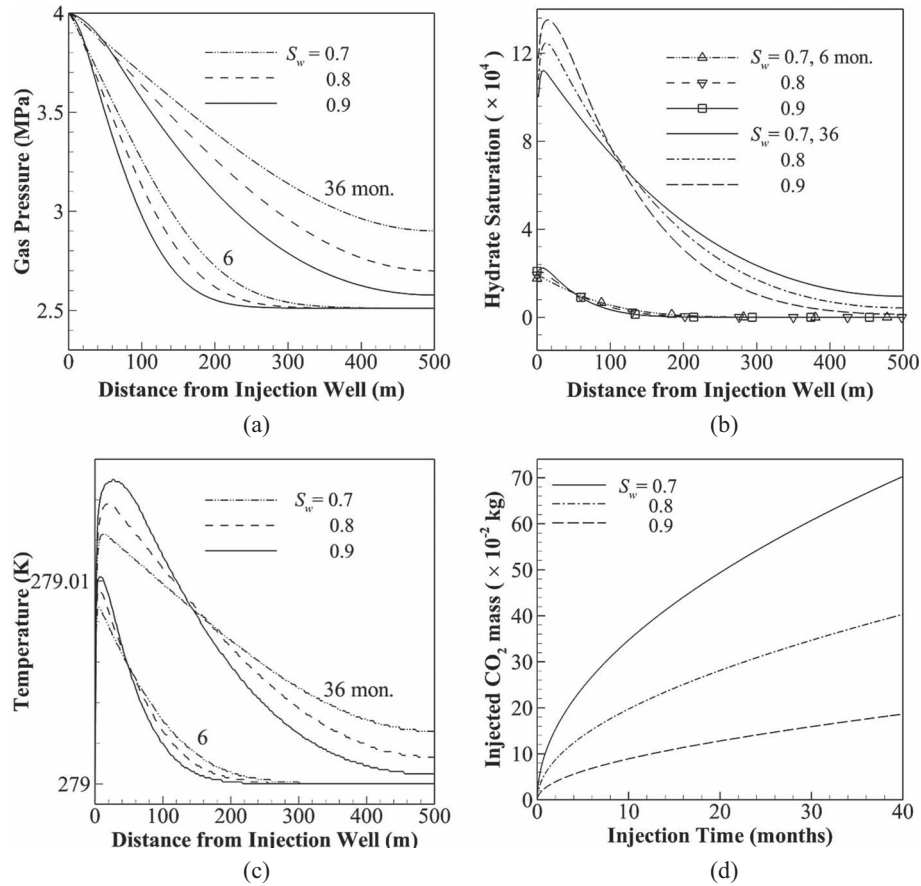 4
3.5
3
2.5
Gas Pressure (MPa)
S_w = 0.7
0.8
0.9
36 mon.
6
0 100 200 300 400 500
Distance from Injection Well (m)
(a)
12
8
4
0
Hydrate Saturation ( × 10⁴)
S_w = 0.7, 6 mon.
0.8
0.9
S_w = 0.7, 36
0.8
0.9
0 100 200 300 400 500
Distance from Injection Well (m)
(b)
279.01
279
Temperature (K)
S_w = 0.7
0.8
0.9
36 mon.
6
0 100 200 300 400 500
Distance from Injection Well (m)
(c)
70
60
50
40
30
20
10
0
Injected CO₂ mass ( × 10⁻² kg)
S_w = 0.7
0.8
0.9
0 10 20 30 40
Injection Time (months)
(d)